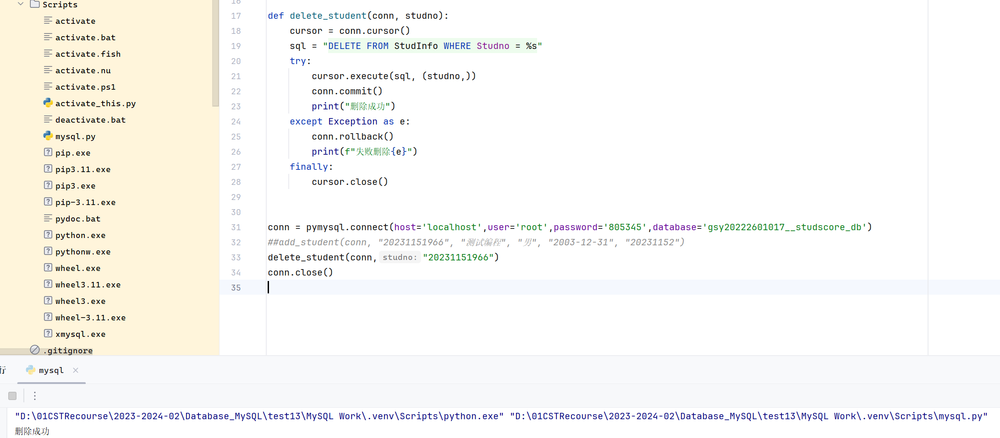 Scripts
activate
activate.bat
activate.fish
activate.nu
activate.ps1
activate_this.py
deactivate.bat
mysql.py
pip.exe
pip3.11.exe
pip3.exe
pip-3.11.exe
pydoc.bat
python.exe
pythonw.exe
wheel.exe
wheel3.11.exe
wheel3.exe
wheel-3.11.exe
xmysql.exe
.gitignore
16
17 def delete_student(conn, studno):
18     cursor = conn.cursor()
19     sql = "DELETE FROM StudInfo WHERE Studno = %s"
20     try:
21         cursor.execute(sql, (studno,))
22         conn.commit()
23         print("删除成功")
24     except Exception as e:
25         conn.rollback()
26         print(f"失败删除{e}")
27     finally:
28         cursor.close()
29
30
31 conn = pymysql.connect(host='localhost',user='root',password='805345',database='gsy20222601017__studscore_db')
32 ##add_student(conn, "20231151966", "测试编程", "男", "2003-12-31", "20231152")
33 delete_student(conn, studno: "20231151966")
34 conn.close()
35
行 mysql
"D:\01CSTRecourse\2023-2024-02\Database_MySQL\test13\MySQL Work\.venv\Scripts\python.exe" "D:\01CSTRecourse\2023-2024-02\Database_MySQL\test13\MySQL Work\.venv\Scripts\mysql.py"
删除成功